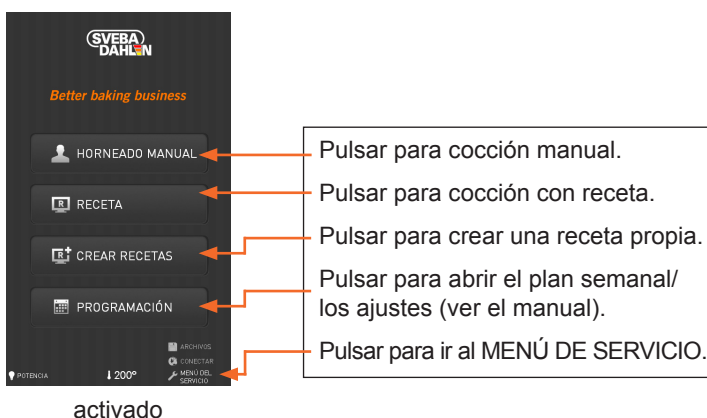 SVEBA
DAHLEN
Better baking business
HORNEADO MANUAL
RECETA
CREAR RECETAS
PROGRAMACIÓN
ARCHIVOS
CONECTAR
POTENCIA
200°
MENÚ DEL
SERVICIO
activado
Pulsar para cocción manual.
Pulsar para cocción con receta.
Pulsar para crear una receta propia.
Pulsar para abrir el plan semanal/
los ajustes (ver el manual).
Pulsar para ir al MENÚ DE SERVICIO.